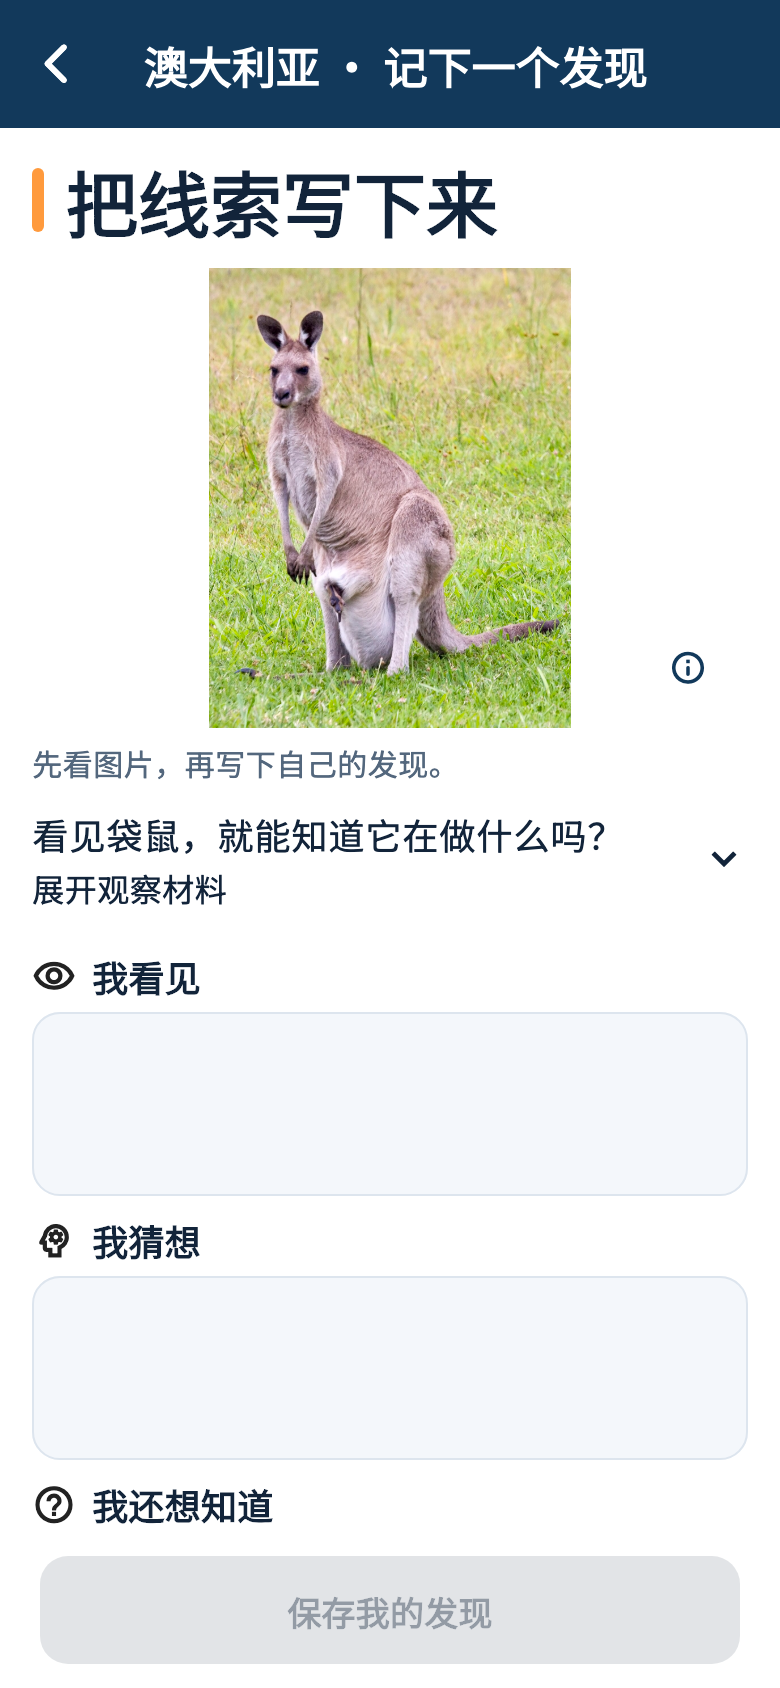 澳大利亚 · 记下一个发现
把线索写下来
先看图片，再写下自己的发现。
看见袋鼠，就能知道它在做什么吗？
展开观察材料
我看见
我猜想
我还想知道
保存我的发现